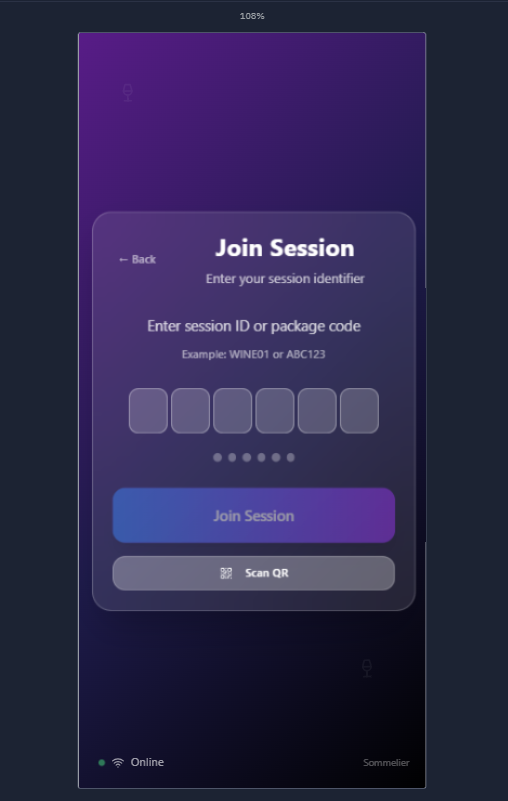 108%
← Back
Join Session
Enter your session identifier
Enter session ID or package code
Example: WINE01 or ABC123
Join Session
Scan QR
Online
Sommelier